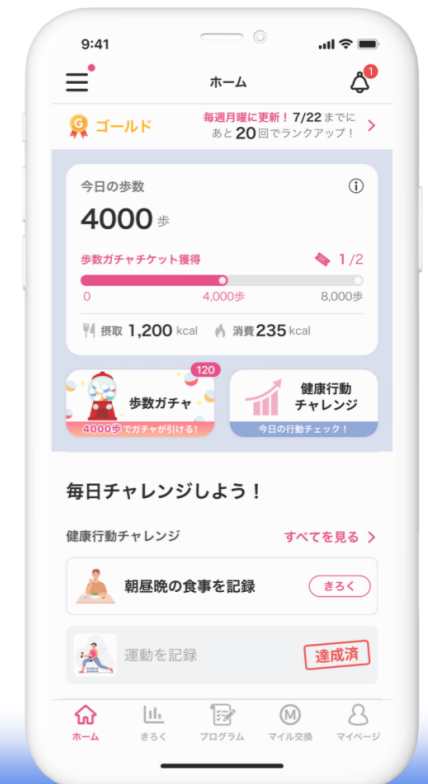 9:41
ホーム
1
G ゴールド
毎週月曜に更新！7/22までに
あと20回でランクアップ！
今日の歩数
4000歩
歩数ガチャチケット獲得
1/2
0 4,000歩 8,000歩
摂取 1,200 kcal 消費 235 kcal
120
歩数ガチャ
4000歩でガチャが引ける!
健康行動
チャレンジ
今日の行動チェック！
毎日チャレンジしよう！
健康行動チャレンジ すべてを見る
朝昼晩の食事を記録 きろく
運動を記録 達成済
M
ホーム きろく プログラム マイル交換 マイページ